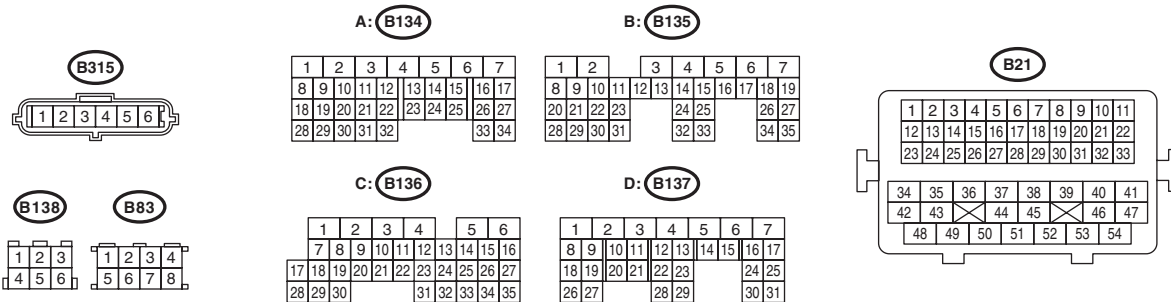 B315
1 2 3 4 5 6
B138
1 2 3
4 5 6
B83
1 2 3 4
5 6 7 8
A: B134
1 2 3 4 5 6 7
8 9 10 11 12 13 14 15 16 17
18 19 20 21 22 23 24 25 26 27
28 29 30 31 32 33 34
B: B135
1 2 3 4 5 6 7
8 9 10 11 12 13 14 15 16 17 18 19
20 21 22 23 24 25 26 27
28 29 30 31 32 33 34 35
C: B136
1 2 3 4 5 6
7 8 9 10 11 12 13 14 15 16
17 18 19 20 21 22 23 24 25 26 27
28 29 30 31 32 33 34 35
D: B137
1 2 3 4 5 6 7
8 9 10 11 12 13 14 15 16 17
18 19 20 21 22 23 24 25
26 27 28 29 30 31
B21
1 2 3 4 5 6 7 8 9 10 11
12 13 14 15 16 17 18 19 20 21 22
23 24 25 26 27 28 29 30 31 32 33
34 35 36 37 38 39 40 41
42 43 44 45 46 47
48 49 50 51 52 53 54